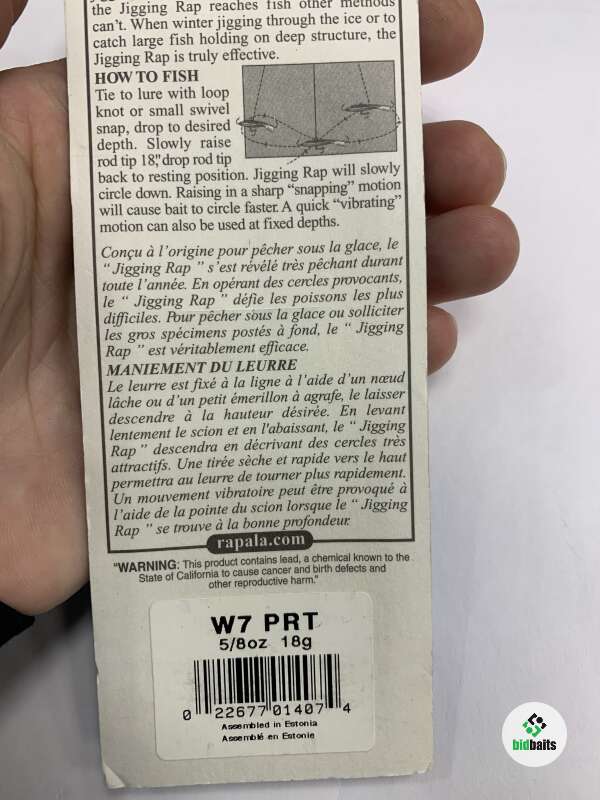 the Jigging Rap reaches fish other methods
can't. When winter jigging through the ice or to
catch large fish holding on deep structure, the
Jigging Rap is truly effective.
HOW TO FISH
Tie to lure with loop
knot or small swivel
snap, drop to desired
depth. Slowly raise
rod tip 18," drop rod tip
back to resting position. Jigging Rap will slowly
circle down. Raising in a sharp “snapping” motion
will cause bait to circle faster. A quick “vibrating”
motion can also be used at fixed depths.
Conçu à l'origine pour pêcher sous la glace, le
“ Jigging Rap ” s'est révélé très pêchant durant
toute l'année. En opérant des cercles provocants,
le “ Jigging Rap ” défie les poissons les plus
difficiles. Pour pêcher sous la glace ou solliciter
les gros spécimens postés à fond, le “ Jigging
Rap ” est véritablement efficace.
MANIEMENT DU LEURRE
Le leurre est fixé à la ligne à l'aide d'un nœud
lâche ou d'un petit émerillon à agrafe, le laisser
descendre à la hauteur désirée. En levant
lentement le scion et en l'abaissant, le “ Jigging
Rap ” descendra en décrivant des cercles très
attractifs. Une tirée sèche et rapide vers le haut
permettra au leurre de tourner plus rapidement.
Un mouvement vibratoire peut être provoqué à
l'aide de la pointe du scion lorsque le “ Jigging
Rap ” se trouve à la bonne profondeur.
rapala.com
“WARNING: This product contains lead, a chemical known to the
State of California to cause cancer and birth defects and
other reproductive harm.”
W7 PRT
5/8oz 18g
0 22677 01407 4
Assembled in Estonia
Assemblé en Estonie
bidbaits